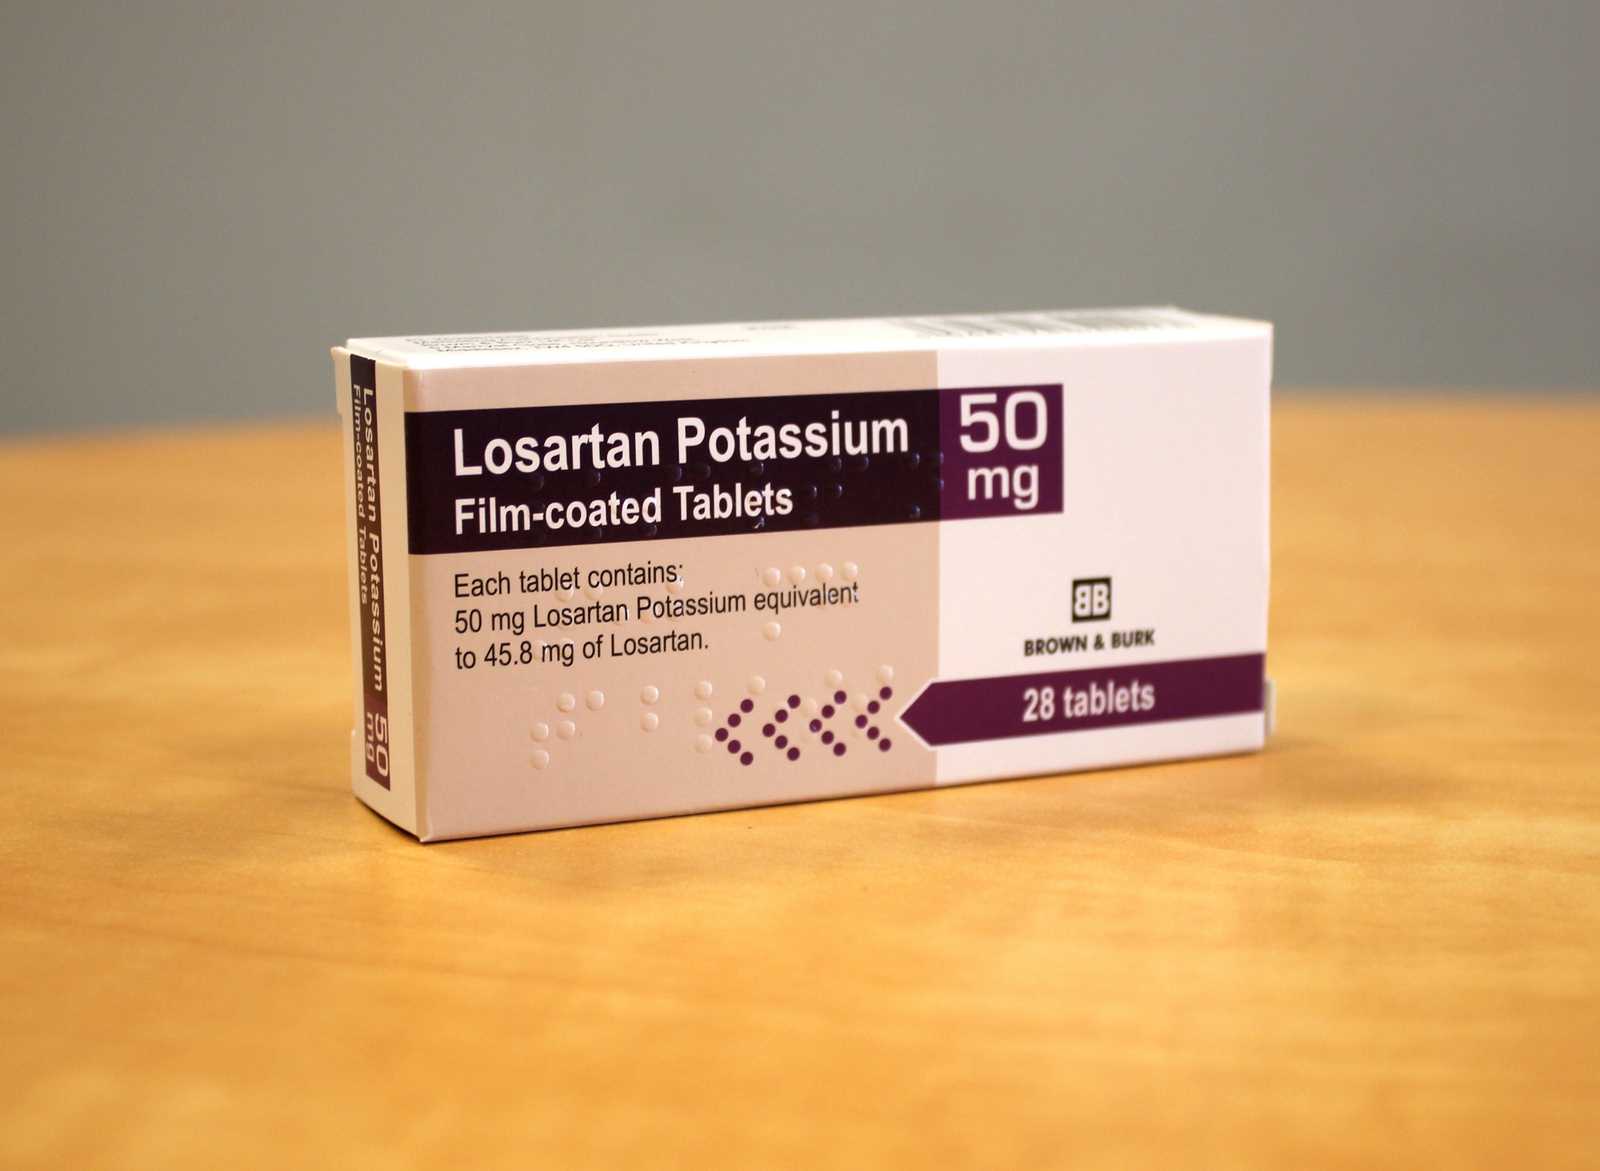 Losartan Potassium
Film-coated Tablets
50
mg
Each tablet contains:
50 mg Losartan Potassium equivalent
to 45.8 mg of Losartan.
BB
BROWN & BURK
28 tablets
Losartan Potassium
Film-coated Tablets
50
mg